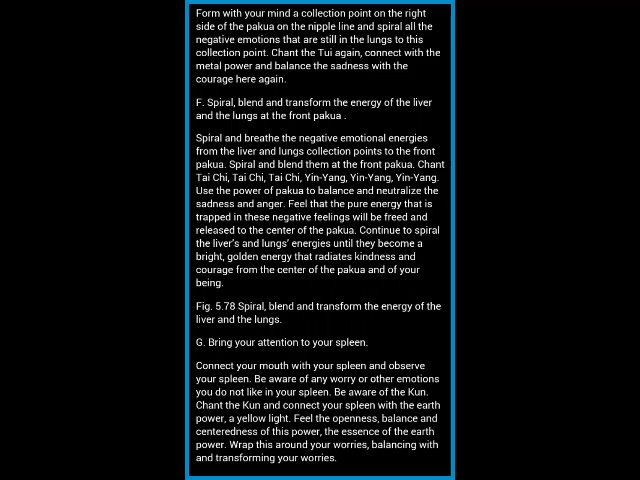 Form with your mind a collection point on the right
side of the pakua on the nipple line and spiral all the
negative emotions that are still in the lungs to this
collection point. Chant the Tui again, connect with the
metal power and balance the sadness with the
courage here again.
F. Spiral, blend and transform the energy of the liver
and the lungs at the front pakua .
Spiral and breathe the negative emotional energies
from the liver and lungs collection points to the front
pakua. Spiral and blend them at the front pakua. Chant
Tai Chi, Tai Chi, Tai Chi, Yin-Yang, Yin-Yang, Yin-Yang.
Use the power of pakua to balance and neutralize the
sadness and anger. Feel that the pure energy that is
trapped in these negative feelings will be freed and
released to the center of the pakua. Continue to spiral
the liver's and lungs' energies until they become a
bright, golden energy that radiates kindness and
courage from the center of the pakua and of your
being.
Fig. 5.78 Spiral, blend and transform the energy of the
liver and the lungs.
G. Bring your attention to your spleen.
Connect your mouth with your spleen and observe
your spleen. Be aware of any worry or other emotions
you do not like in your spleen. Be aware of the Kun.
Chant the Kun and connect your spleen with the earth
power, a yellow light. Feel the openness, balance and
centeredness of this power, the essence of the earth
power. Wrap this around your worries, balancing with
and transforming your worries.